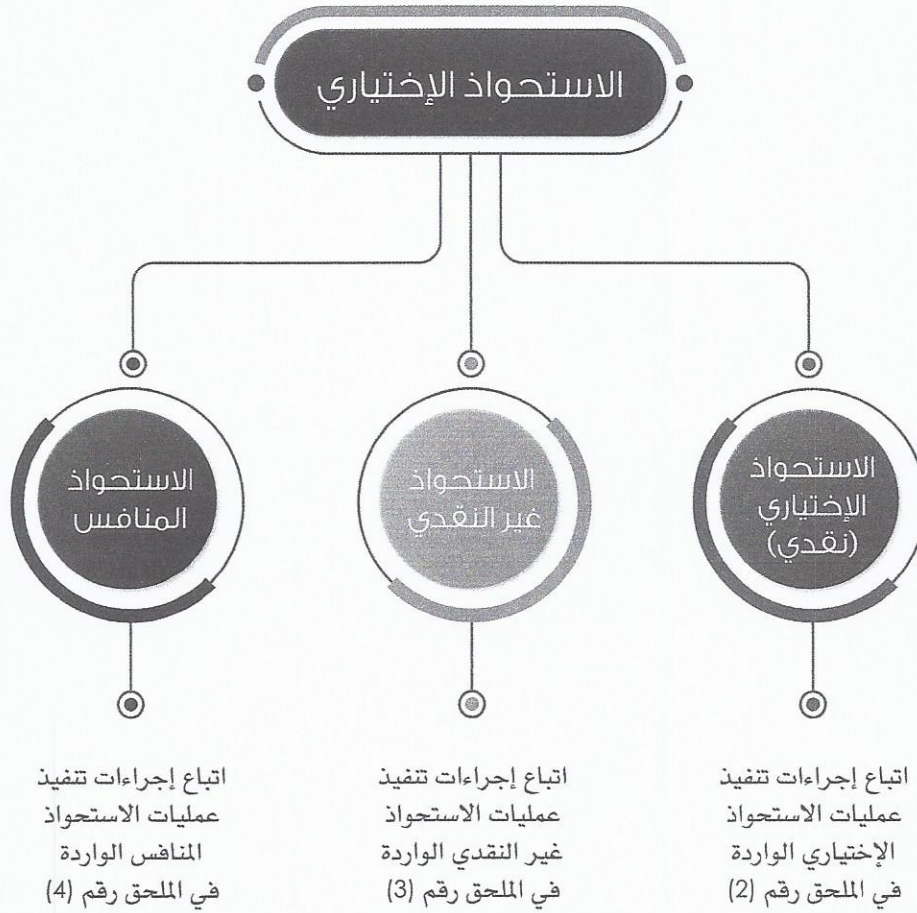 الاستحواذ الإختياري
الاستحواذ
الإختياري
(نقدي)
الاستحواذ
غير النقدي
الاستحواذ
المنافس
اتباع إجراءات تنفيذ
عمليات الاستحواذ
الإختياري الواردة
في الملحق رقم (2)
اتباع إجراءات تنفيذ
عمليات الاستحواذ
غير النقدي الواردة
في الملحق رقم (3)
اتباع إجراءات تنفيذ
عمليات الاستحواذ
المنافس الواردة
في الملحق رقم (4)